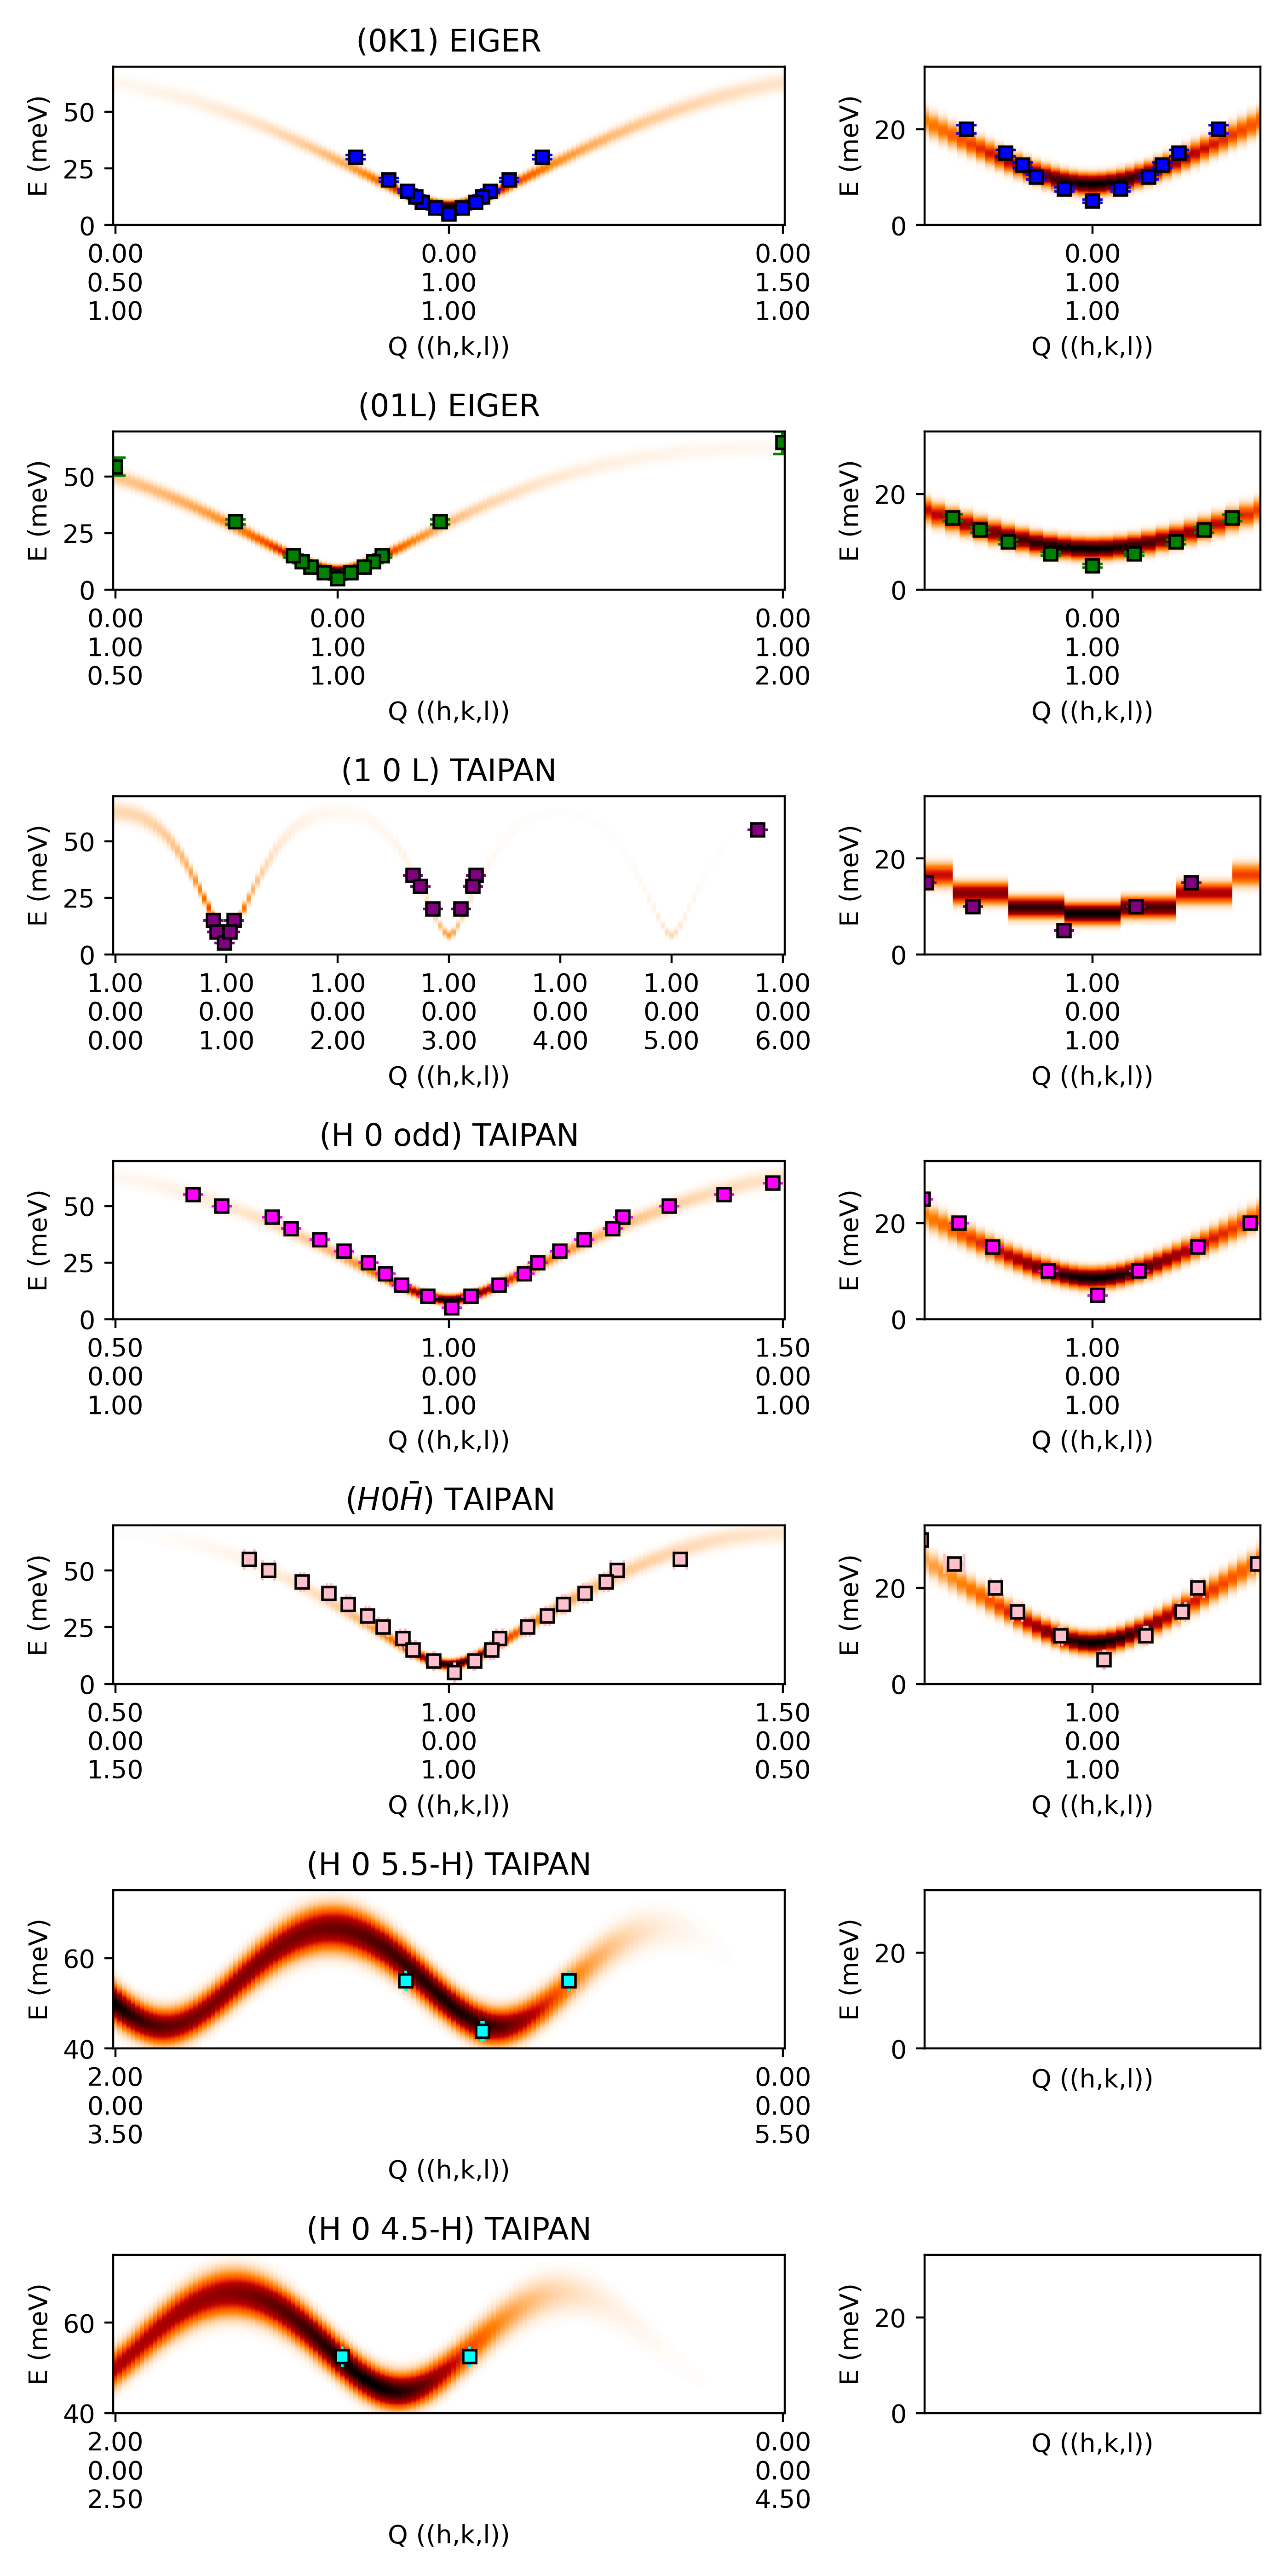 (0K1) EIGER
E (meV)
50
25
0
0.00 0.00 0.00
0.50 1.00 1.50
1.00 1.00 1.00
Q ((h,k,l))
E (meV)
20
0
0.00
1.00
1.00
Q ((h,k,l))
(01L) EIGER
E (meV)
50
25
0
0.00 0.00 0.00
1.00 1.00 1.00
0.50 1.00 2.00
Q ((h,k,l))
E (meV)
20
0
0.00
1.00
1.00
Q ((h,k,l))
(1 0 L) TAIPAN
E (meV)
50
25
0
1.00 1.00 1.00 1.00 1.00 1.00 1.00
0.00 0.00 0.00 0.00 0.00 0.00 0.00
0.00 1.00 2.00 3.00 4.00 5.00 6.00
Q ((h,k,l))
E (meV)
20
0
1.00
0.00
1.00
Q ((h,k,l))
(H 0 odd) TAIPAN
E (meV)
50
25
0
0.50 1.00 1.50
0.00 0.00 0.00
1.00 1.00 1.00
Q ((h,k,l))
E (meV)
20
0
1.00
0.00
1.00
Q ((h,k,l))
(H0H̄) TAIPAN
E (meV)
50
25
0
0.50 1.00 1.50
0.00 0.00 0.00
1.50 1.00 0.50
Q ((h,k,l))
E (meV)
20
0
1.00
0.00
1.00
Q ((h,k,l))
(H 0 5.5-H) TAIPAN
E (meV)
60
40
2.00 0.00
0.00 0.00
3.50 5.50
Q ((h,k,l))
E (meV)
20
0
Q ((h,k,l))
(H 0 4.5-H) TAIPAN
E (meV)
60
40
2.00 0.00
0.00 0.00
2.50 4.50
Q ((h,k,l))
E (meV)
20
0
Q ((h,k,l))